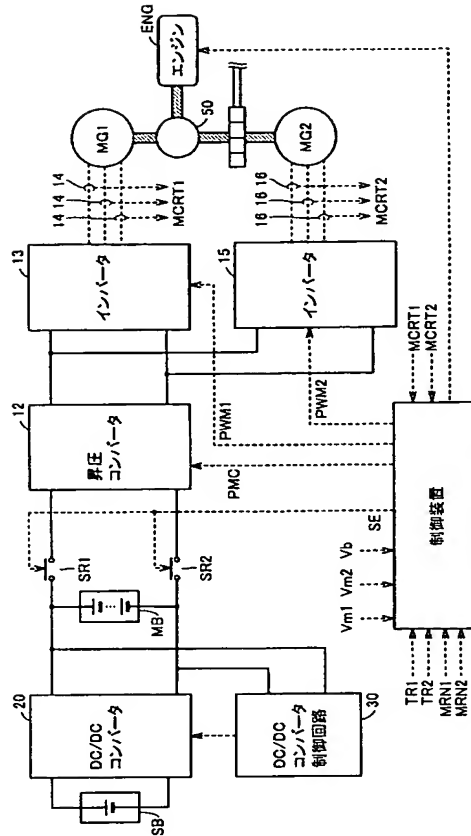 ENG
エンジン
50
MG1
MG2
14
14
14
MCRT1
16
16
16
MCRT2
13
インバータ
15
インバータ
12
昇圧
コンバータ
PWM1
PWM2
PMC
SE
SR1
SR2
MB
20
DC/DC
コンバータ
SB
DC/DC
コンバータ
制御回路
30
Vm1
Vm2
Vb
TR1
TR2
MRN1
MRN2
制御装置
MCRT1
MCRT2